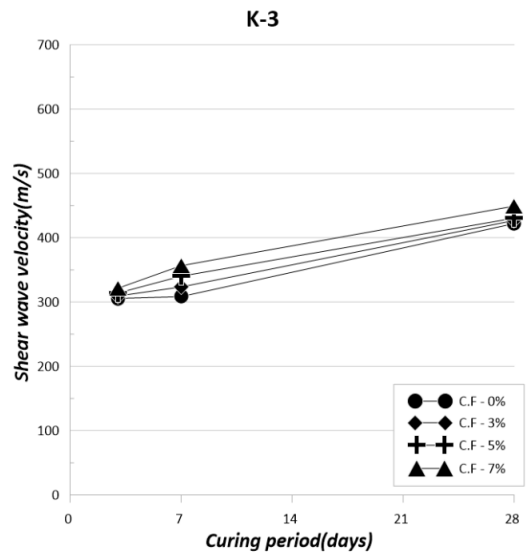 K-3
Shear wave velocity(m/s)
700
600
500
400
300
200
100
0
0 7 14 21 28
Curing period(days)
C.F - 0%
C.F - 3%
C.F - 5%
C.F - 7%